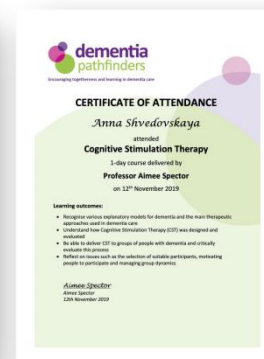 dementia
pathfinders
Encouraging togetherness and learning in dementia care
CERTIFICATE OF ATTENDANCE
Anna Shvedovskaya
attended
Cognitive Stimulation Therapy
1-day course delivered by
Professor Aimee Spector
on 12th November 2019
Learning outcomes:
• Recognise various explanatory models for dementia and the main therapeutic
approaches used in dementia care
• Understand how Cognitive Stimulation Therapy (CST) was designed and
evaluated
• Be able to deliver CST to groups of people with dementia and critically
evaluate this process
• Reflect on issues such as the selection of suitable participants, motivating
people to participate and managing group dynamics
Aimee Spector
Aimee Spector
12th November 2019